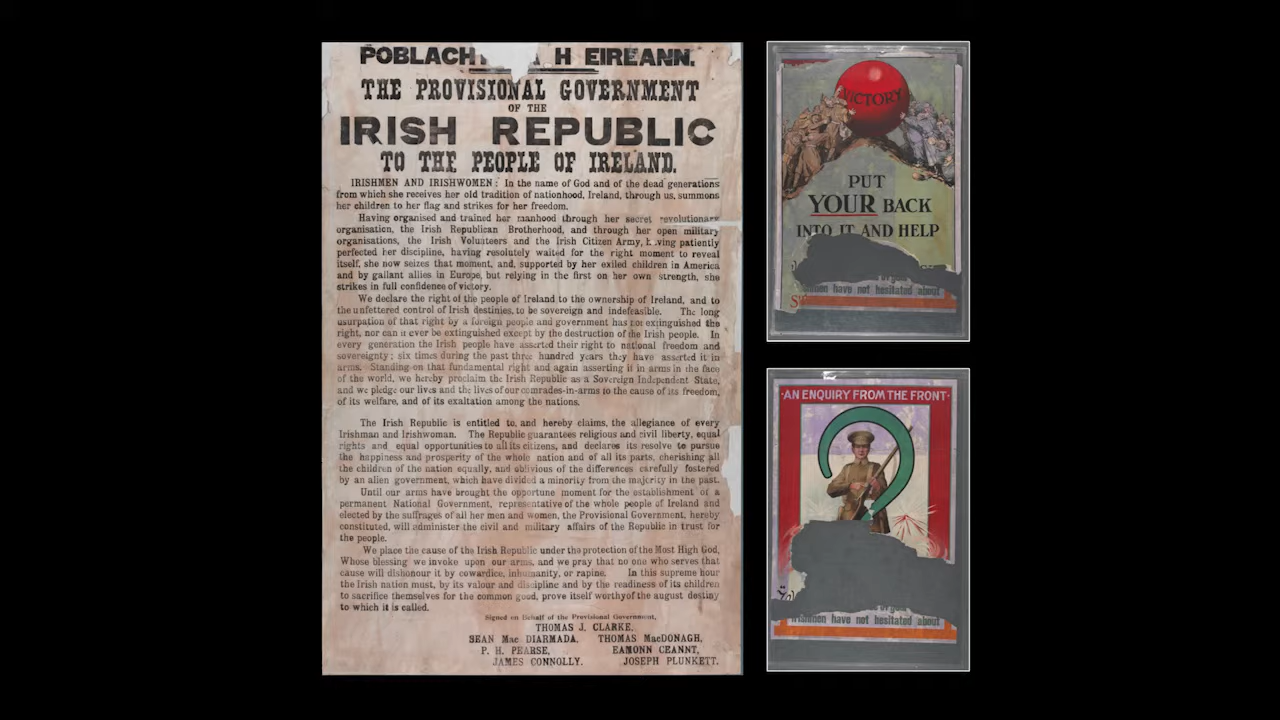 POBLACH H EIREANN.
THE PROVISIONAL GOVERNMENT
OF THE
IRISH REPUBLIC
TO THE PEOPLE OF IRELAND.
IRISHMEN AND IRISHWOMEN : In the name of God and of the dead generations
from which she receives her old tradition of nationhood, Ireland, through us, summons
her children to her flag and strikes for her freedom.
Having organised and trained her manhood through her secret revolutionary
organisation, the Irish Republican Brotherhood, and through her open military
organisations, the Irish Volunteers and the Irish Citizen Army, having patiently
perfected her discipline, having resolutely waited for the right moment to reveal
itself, she now seizes that moment, and, supported by her exiled children in America
and by gallant allies in Europe, but relying in the first on her own strength, she
strikes in full confidence of victory.
We declare the right of the people of Ireland to the ownership of Ireland, and to
the unfettered control of Irish destinies, to be sovereign and indefeasible. The long
usurpation of that right by a foreign people and government has not extinguished the
right, nor can it ever be extinguished except by the destruction of the Irish people. In
every generation the Irish people have asserted their right to national freedom and
sovereignty ; six times during the past three hundred years they have asserted it in
arms. Standing on that fundamental right and again asserting it in arms in the face
of the world, we hereby proclaim the Irish Republic as a Sovereign Independent State,
and we pledge our lives and the lives of our comrades-in-arms to the cause of its freedom,
of its welfare, and of its exaltation among the nations.
The Irish Republic is entitled to, and hereby claims, the allegiance of every
Irishman and Irishwoman. The Republic guarantees religious and civil liberty, equal
rights and equal opportunities to all its citizens, and declares its resolve to pursue
the happiness and prosperity of the whole nation and of all its parts, cherishing all
the children of the nation equally, and oblivious of the differences carefully fostered
by an alien government, which have divided a minority from the majority in the past.
Until our arms have brought the opportune moment for the establishment of a
permanent National Government, representative of the whole people of Ireland and
elected by the suffrages of all her men and women, the Provisional Government, hereby
constituted, will administer the civil and military affairs of the Republic in trust for
the people.
We place the cause of the Irish Republic under the protection of the Most High God,
Whose blessing we invoke upon our arms, and we pray that no one who serves that
cause will dishonour it by cowardice, inhumanity, or rapine. In this supreme hour
the Irish nation must, by its valour and discipline and by the readiness of its children
to sacrifice themselves for the common good, prove itself worthy of the august destiny
to which it is called.
Signed on Behalf of the Provisional Government,
THOMAS J. CLARKE,
SEAN Mac DIARMADA, THOMAS MacDONAGH,
P. H. PEARSE, EAMONN CEANNT,
JAMES CONNOLLY. JOSEPH PLUNKETT.
VICTORY
PUT
YOUR BACK
INTO IT AND HELP
have not hesitated about
AN ENQUIRY FROM THE FRONT
have not hesitated about